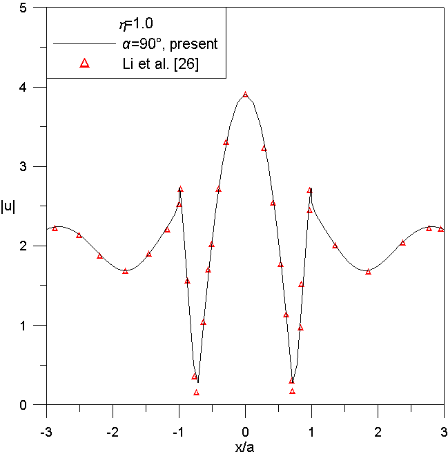 η=1.0
α=90°, present
Li et al. [26]
5
4
3
2
1
0
|u|
-3 -2 -1 0 1 2 3
x/a